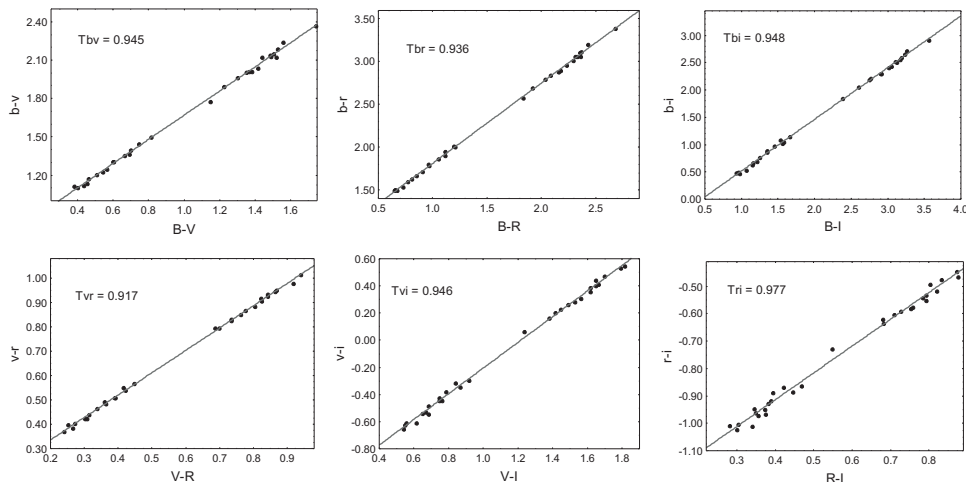 Tbv = 0.945
2.40
2.10
1.80
1.50
1.20
b-v
0.4 0.6 0.8 1.0 1.2 1.4 1.6
B-V
Tbr = 0.936
3.50
3.00
2.50
2.00
1.50
b-r
0.5 1.0 1.5 2.0 2.5
B-R
Tbi = 0.948
3.00
2.50
2.00
1.50
1.00
0.50
0.00
b-i
0.5 1.0 1.5 2.0 2.5 3.0 3.5 4.0
B-I
Tvr = 0.917
1.00
0.90
0.80
0.70
0.60
0.50
0.40
0.30
v-r
0.2 0.3 0.4 0.5 0.6 0.7 0.8 0.9
V-R
Tvi = 0.946
0.60
0.40
0.20
0.00
-0.20
-0.40
-0.60
-0.80
v-i
0.4 0.6 0.8 1.0 1.2 1.4 1.6 1.8
V-I
Tri = 0.977
-0.50
-0.60
-0.70
-0.80
-0.90
-1.00
-1.10
r-i
0.3 0.4 0.5 0.6 0.7 0.8
R-I